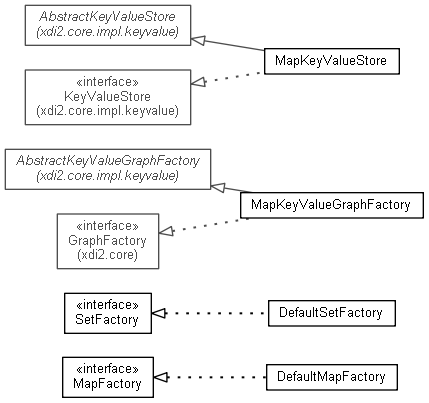 AbstractKeyValueStore
(xdi2.core.impl.keyvalue)
MapKeyValueStore
«interface»
KeyValueStore
(xdi2.core.impl.keyvalue)
AbstractKeyValueGraphFactory
(xdi2.core.impl.keyvalue)
MapKeyValueGraphFactory
«interface»
GraphFactory
(xdi2.core)
«interface»
SetFactory
DefaultSetFactory
«interface»
MapFactory
DefaultMapFactory